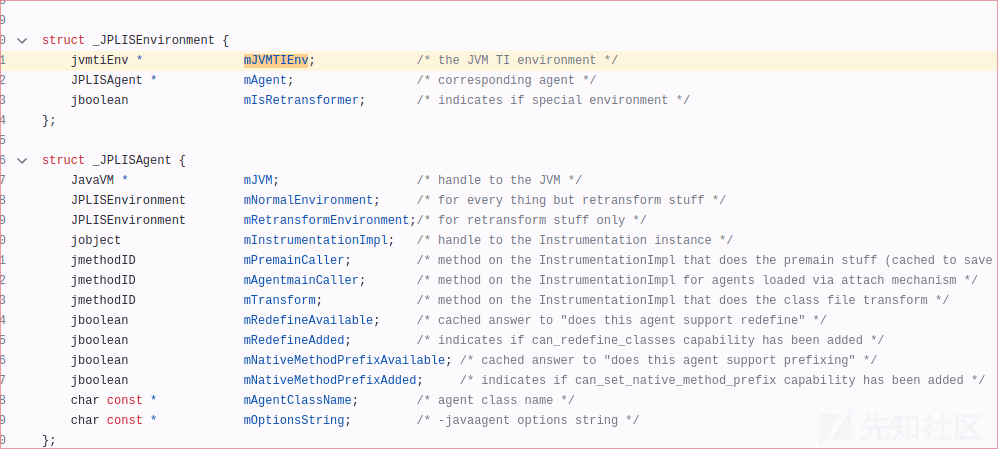 8
9
0 struct _JPLISEnvironment {
1 jvmtiEnv * mJVMTIEnv; /* the JVM TI environment */
2 JPLISAgent * mAgent; /* corresponding agent */
3 jboolean mIsRetransformer; /* indicates if special environment */
4 };
5
6 struct _JPLISAgent {
7 JavaVM * mJVM; /* handle to the JVM */
8 JPLISEnvironment mNormalEnvironment; /* for every thing but retransform stuff */
9 JPLISEnvironment mRetransformEnvironment;/* for retransform stuff only */
0 jobject mInstrumentationImpl; /* handle to the Instrumentation instance */
1 jmethodID mPremainCaller; /* method on the InstrumentationImpl that does the premain stuff (cached to save
2 jmethodID mAgentmainCaller; /* method on the InstrumentationImpl for agents loaded via attach mechanism */
3 jmethodID mTransform; /* method on the InstrumentationImpl that does the class file transform */
4 jboolean mRedefineAvailable; /* cached answer to "does this agent support redefine" */
5 jboolean mRedefineAdded; /* indicates if can_redefine_classes capability has been added */
6 jboolean mNativeMethodPrefixAvailable; /* cached answer to "does this agent support prefixing" */
7 jboolean mNativeMethodPrefixAdded; /* indicates if can_set_native_method_prefix capability has been added */
8 char const * mAgentClassName; /* agent class name */
9 char const * mOptionsString; /* -javaagent options string */
0 };
先知社区